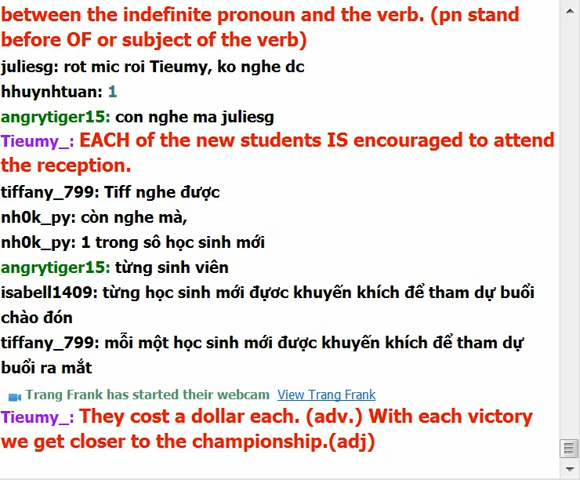 between the indefinite pronoun and the verb. (pn stand
before OF or subject of the verb)
juliesg: rot mic roi Tieumy, ko nghe dc
hhuynhtuan: 1
angrytiger15: con nghe ma juliesg
Tieumy_: EACH of the new students IS encouraged to attend
the reception.
tiffany_799: Tiff nghe được
nh0k_py: còn nghe mà,
nh0k_py: 1 trong sô học sinh mới
angrytiger15: từng sinh viên
isabell1409: từng học sinh mới đựơc khuyến khích để tham dự buổi
chào đón
tiffany_799: mỗi một học sinh mới được khuyến khích để tham dự
buổi ra mắt
Trang Frank has started their webcam View Trang Frank
Tieumy_: They cost a dollar each. (adv.) With each victory
we get closer to the championship.(adj)